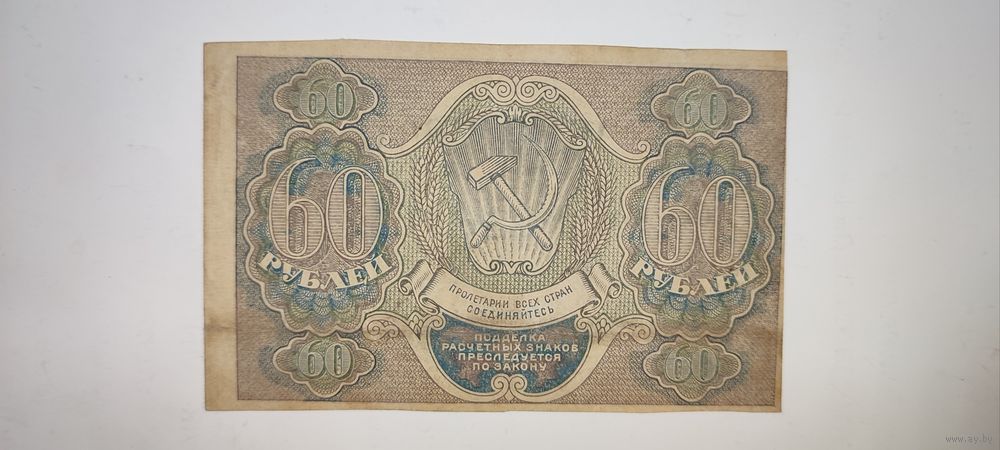 60 60
60 60
РУБЛЕЙ РУБЛЕЙ
ПРОЛЕТАРИИ ВСЕХ СТРАН
СОЕДИНЯЙТЕСЬ
ПОДДЕЛКА
РАСЧЕТНЫХ ЗНАКОВ
ПРЕСЛЕДУЕТСЯ
ПО ЗАКОНУ
60 60
www.ay.by